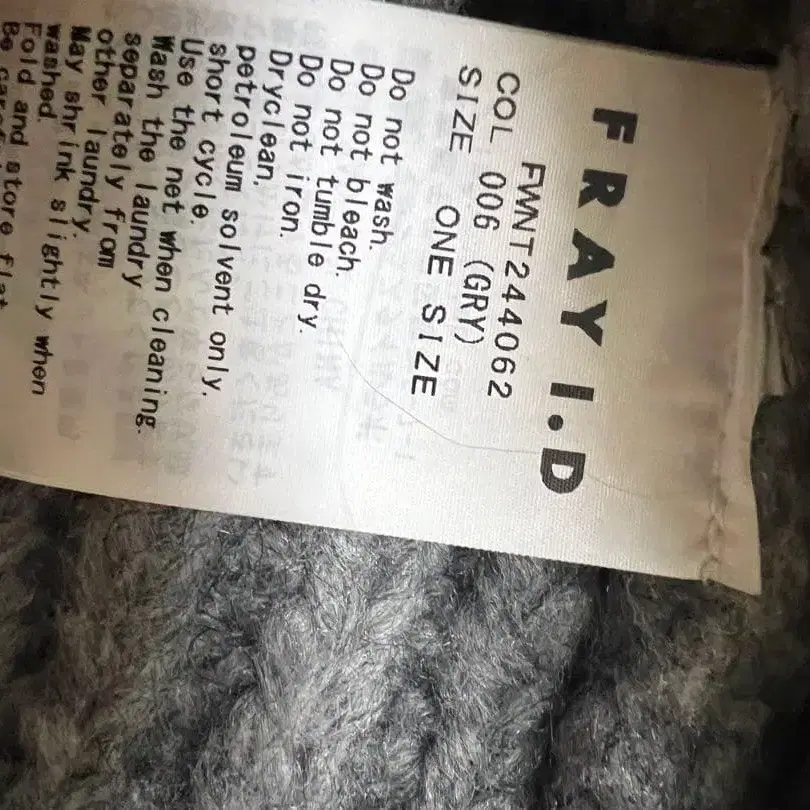 FRAY I.D
FWNT244062
COL 006 (GRY)
SIZE ONE SIZE
Do not wash.
Do not bleach.
Do not tumble dry.
Do not iron.
Dryclean,
petroleum solvent only,
short cycle.
Use the net when cleaning.
Wash the laundry
separately from
other laundry.
May shrink slightly when
washed.
Fold and store flat
Be